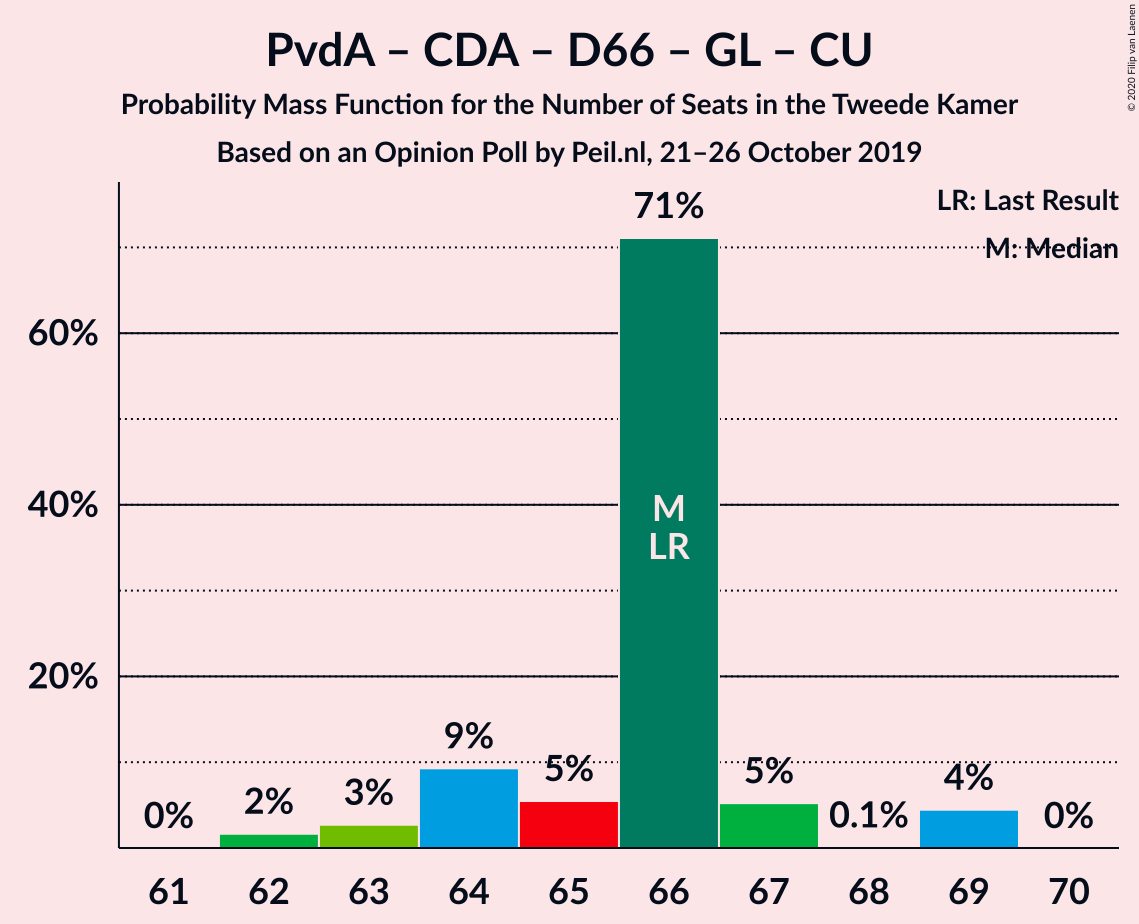 PvdA – CDA – D66 – GL – CU
Probability Mass Function for the Number of Seats in the Tweede Kamer
Based on an Opinion Poll by Peil.nl, 21–26 October 2019
© 2020 Filip van Laenen
LR: Last Result
M: Median
60%
40%
20%
0%
2%
3%
9%
5%
71%
M
LR
5%
0.1%
4%
0%
61 62 63 64 65 66 67 68 69 70